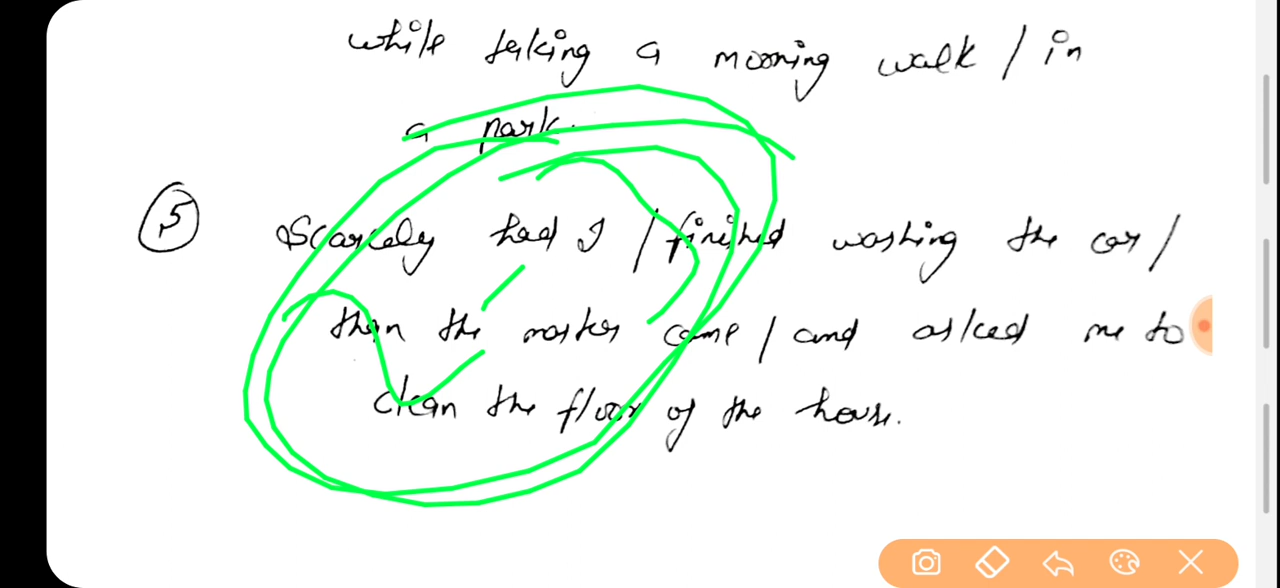 while taking a morning walk / in
a park.
5 Scarcely had I / finished washing the car /
than the master came / and asked me to
clean the floor of the house.